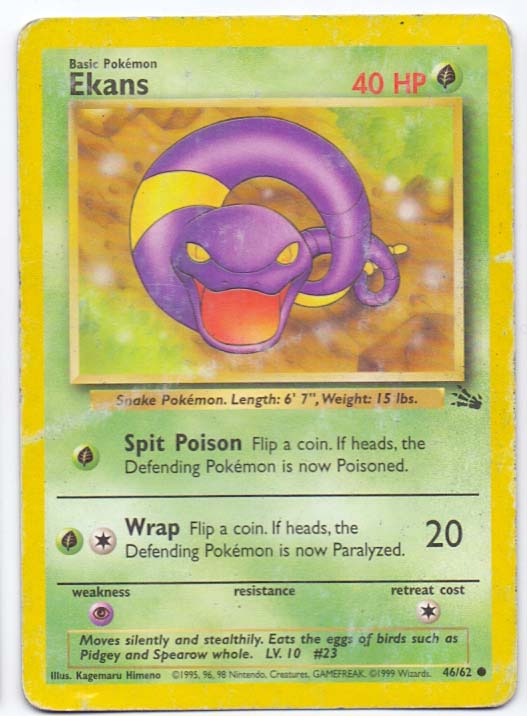 Basic Pokémon
Ekans 40 HP
Snake Pokémon. Length: 6' 7", Weight: 15 lbs.
Spit Poison Flip a coin. If heads, the
Defending Pokémon is now Poisoned.
Wrap Flip a coin. If heads, the 20
Defending Pokémon is now Paralyzed.
weakness resistance retreat cost
Moves silently and stealthily. Eats the eggs of birds such as
Pidgey and Spearow whole. LV. 10 #23
Illus. Kagemaru Himeno ©1995, 96, 98 Nintendo, Creatures, GAMEFREAK. ©1999 Wizards. 46/62